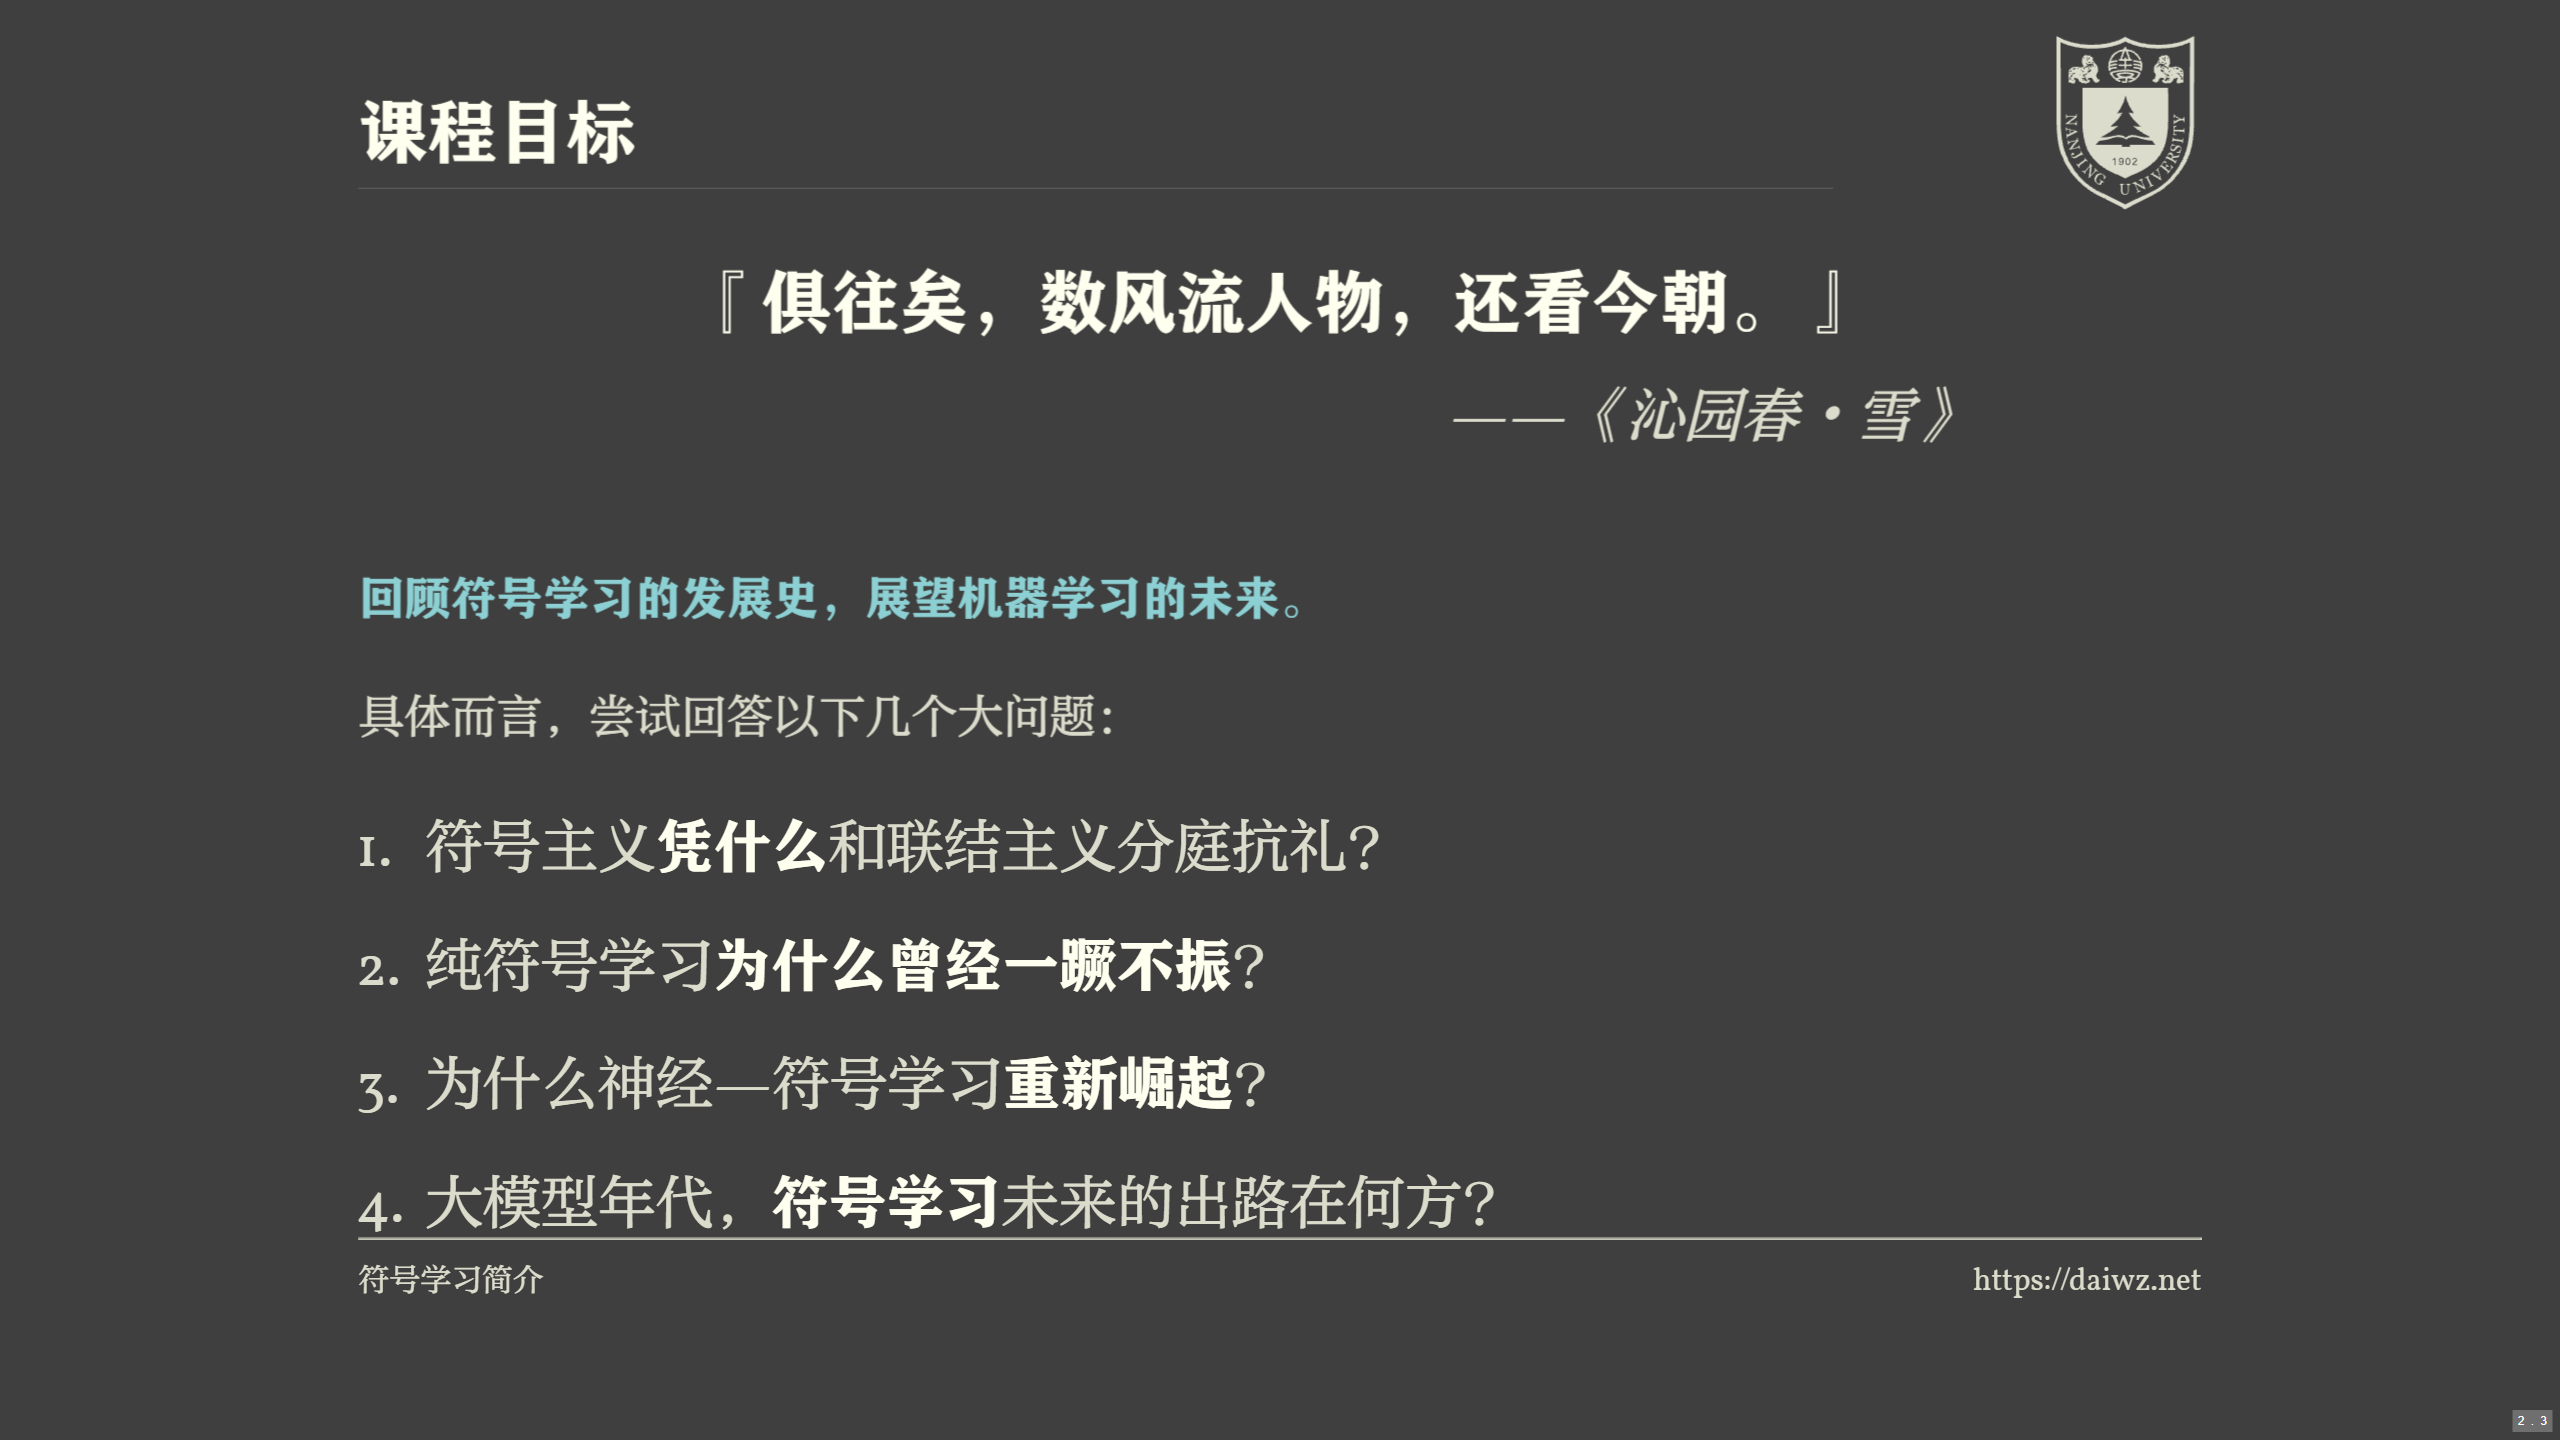 课程目标
NANJING UNIVERSITY
1902
『俱往矣，数风流人物，还看今朝。』
——《沁园春·雪》
回顾符号学习的发展史，展望机器学习的未来。
具体而言，尝试回答以下几个大问题：
1. 符号主义凭什么和联结主义分庭抗礼？
2. 纯符号学习为什么曾经一蹶不振？
3. 为什么神经—符号学习重新崛起？
4. 大模型年代，符号学习未来的出路在何方？
符号学习简介
https://daiwz.net
2 . 3